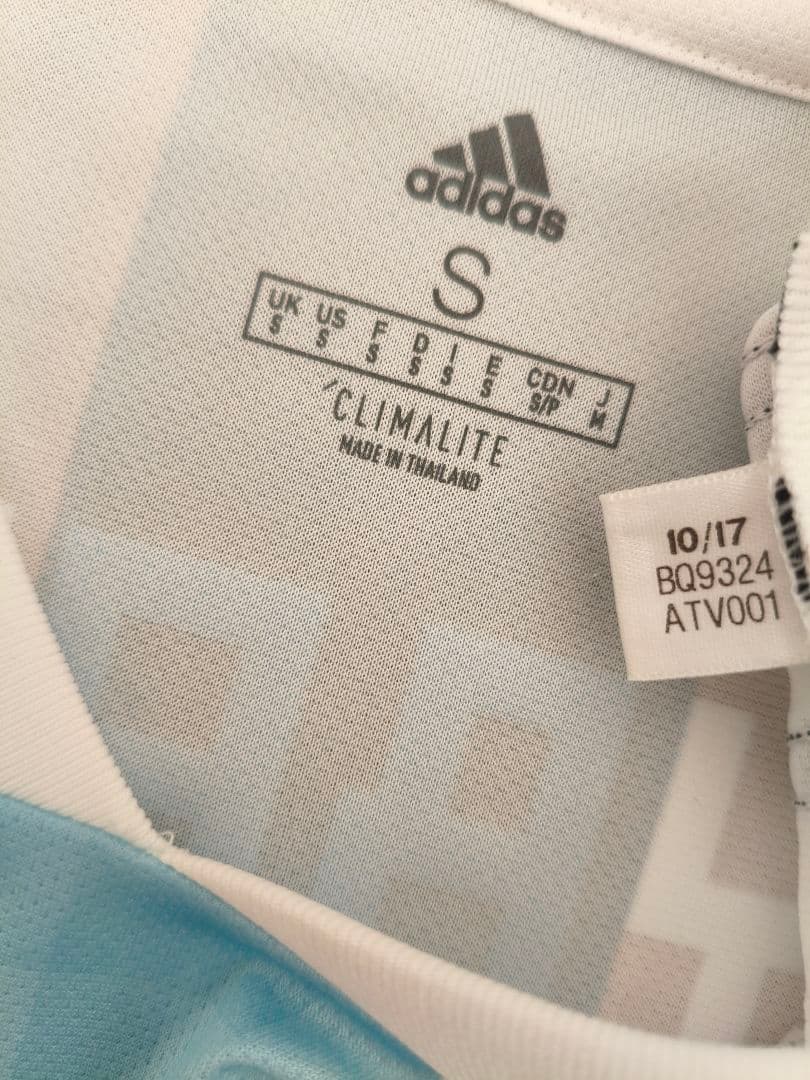 adidas
S
UK US F D I E CDN J
S S S S S S S/P M
CLIMALITE
MADE IN THAILAND
10/17
BQ9324
ATV001